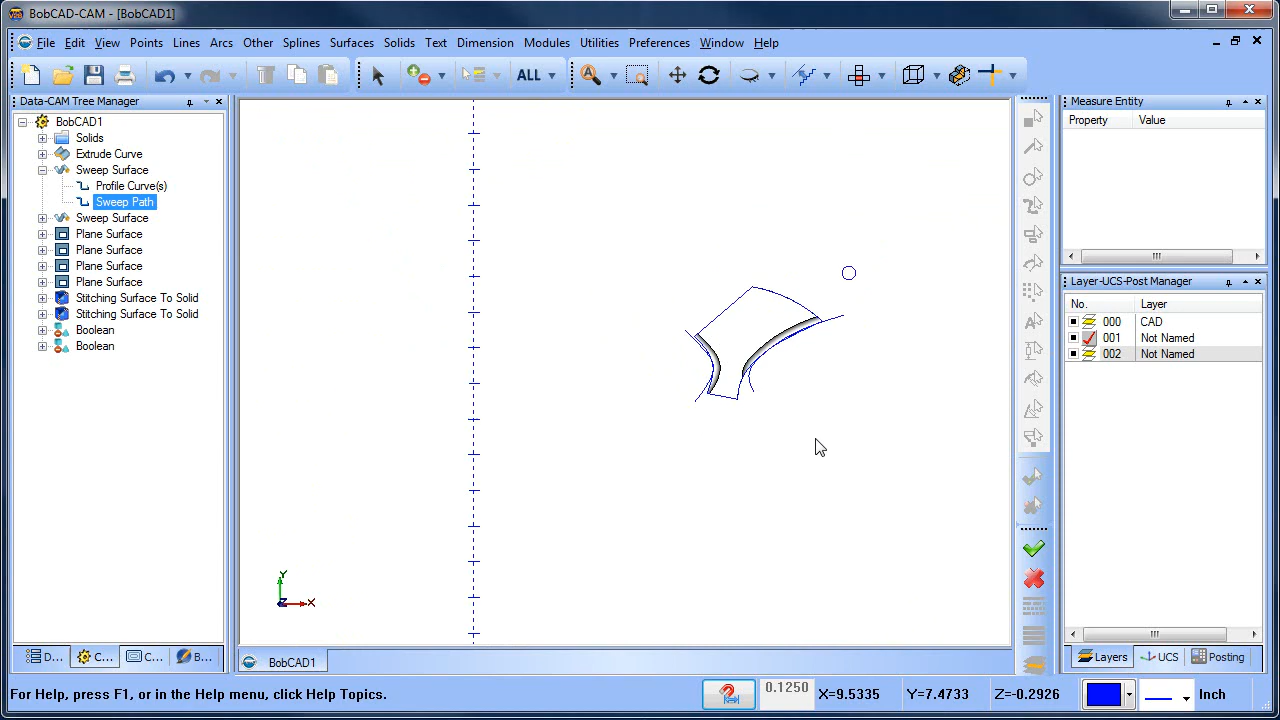 BobCAD-CAM - [BobCAD1]
File Edit View Points Lines Arcs Other Splines Surfaces Solids Text Dimension Modules Utilities Preferences Window Help
ALL
Data-CAM Tree Manager
BobCAD1
Solids
Extrude Curve
Sweep Surface
Profile Curve(s)
Sweep Path
Sweep Surface
Plane Surface
Plane Surface
Plane Surface
Plane Surface
Stitching Surface To Solid
Stitching Surface To Solid
Boolean
Boolean
D... C... C... B...
Y
Z X
BobCAD1
Measure Entity
Property Value
Layer-UCS-Post Manager
No. Layer
000 CAD
001 Not Named
002 Not Named
Layers UCS Posting
For Help, press F1, or in the Help menu, click Help Topics.
0.1250 X=9.5335 Y=7.4733 Z=-0.2926 Inch